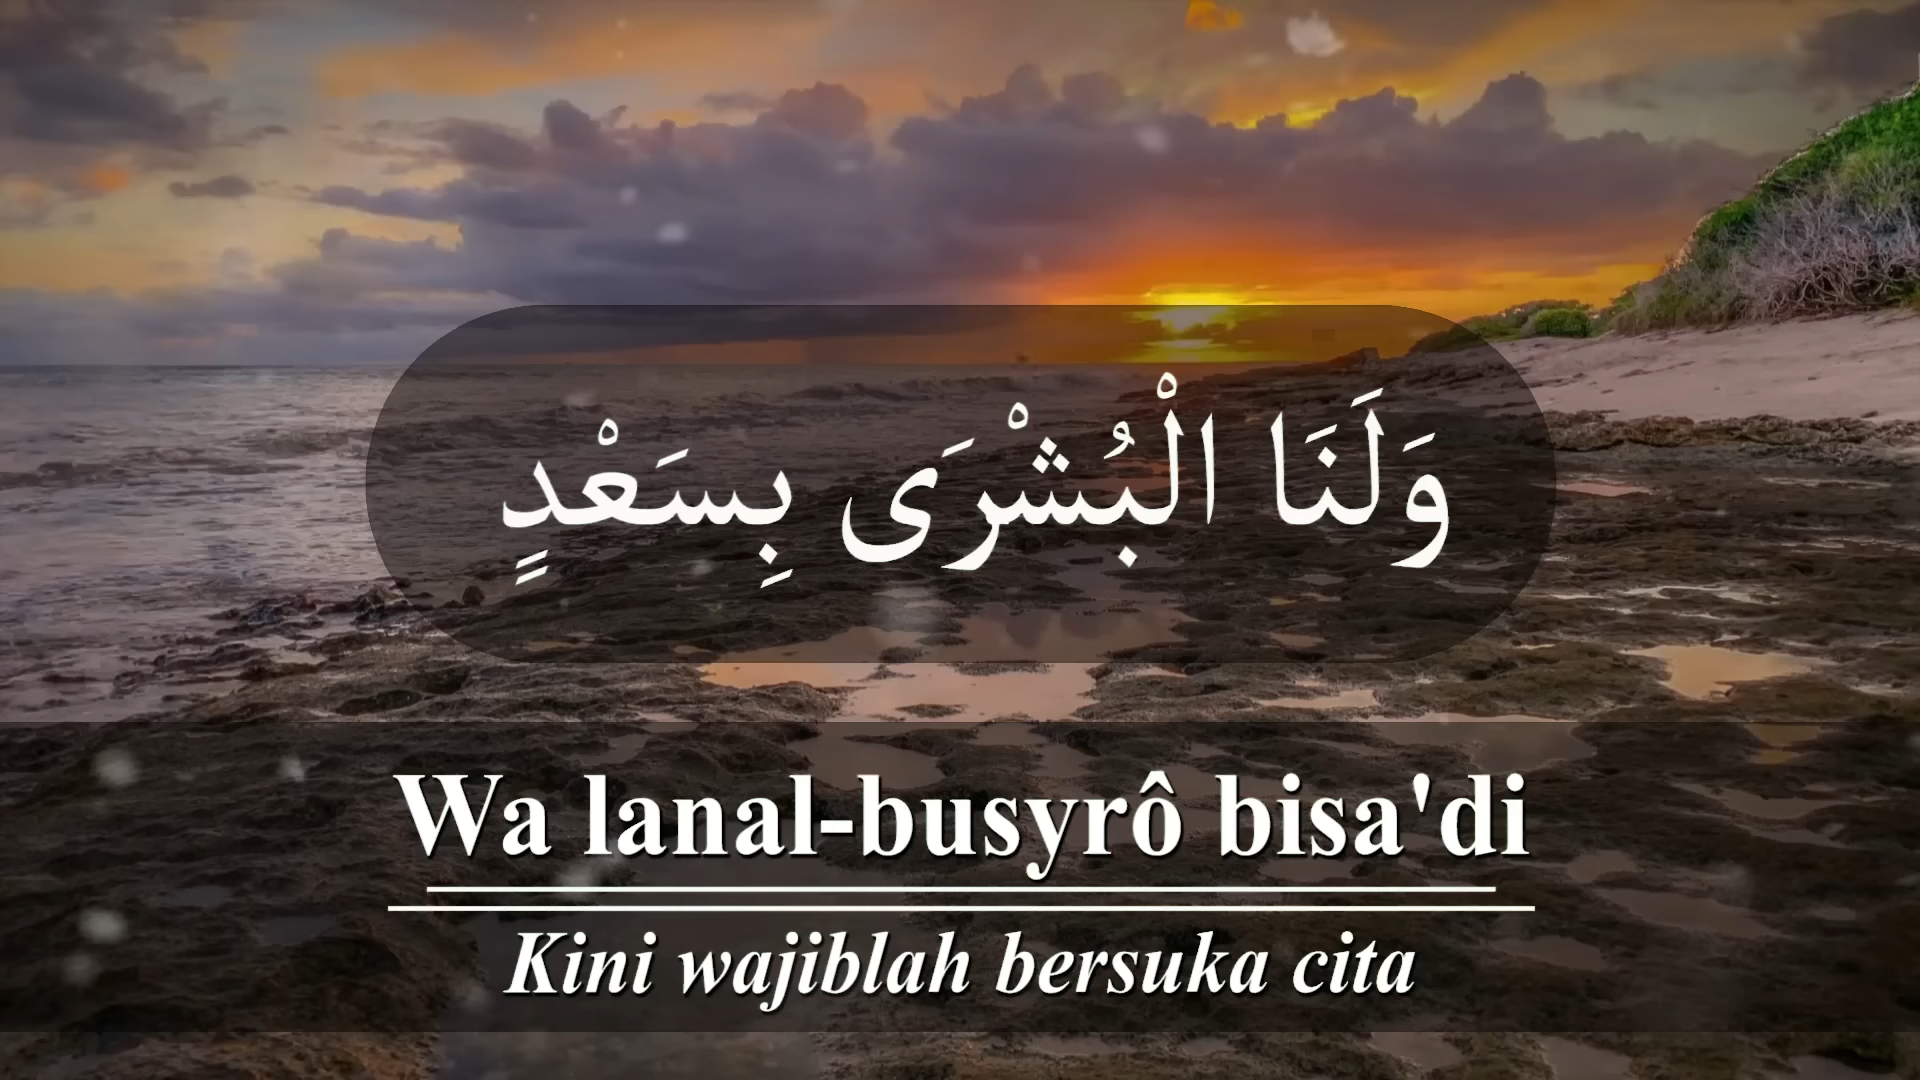 وَلَنَا الْبُشْرَى بِسَعْدٍ
Wa lanal-busyrô bisa'di
Kini wajiblah bersuka cita